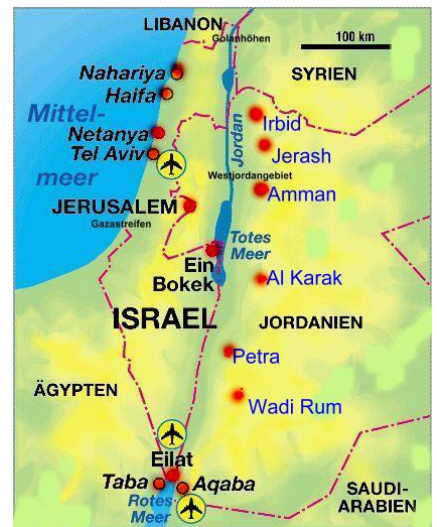 LIBANON
Golanhöhen
100 km
Nahariya
SYRIEN
Haifa
Mittel-
Irbid
Netanya
Jordan
Jerash
Tel Aviv
meer
Westjordangebiet
Amman
JERUSALEM
Gazastreifen
Totes
Meer
Ein
Bokek
Al Karak
ISRAEL
JORDANIEN
Petra
ÄGYPTEN
Wadi Rum
Eilat
Taba
Aqaba
Rotes
Meer
SAUDI-
ARABIEN